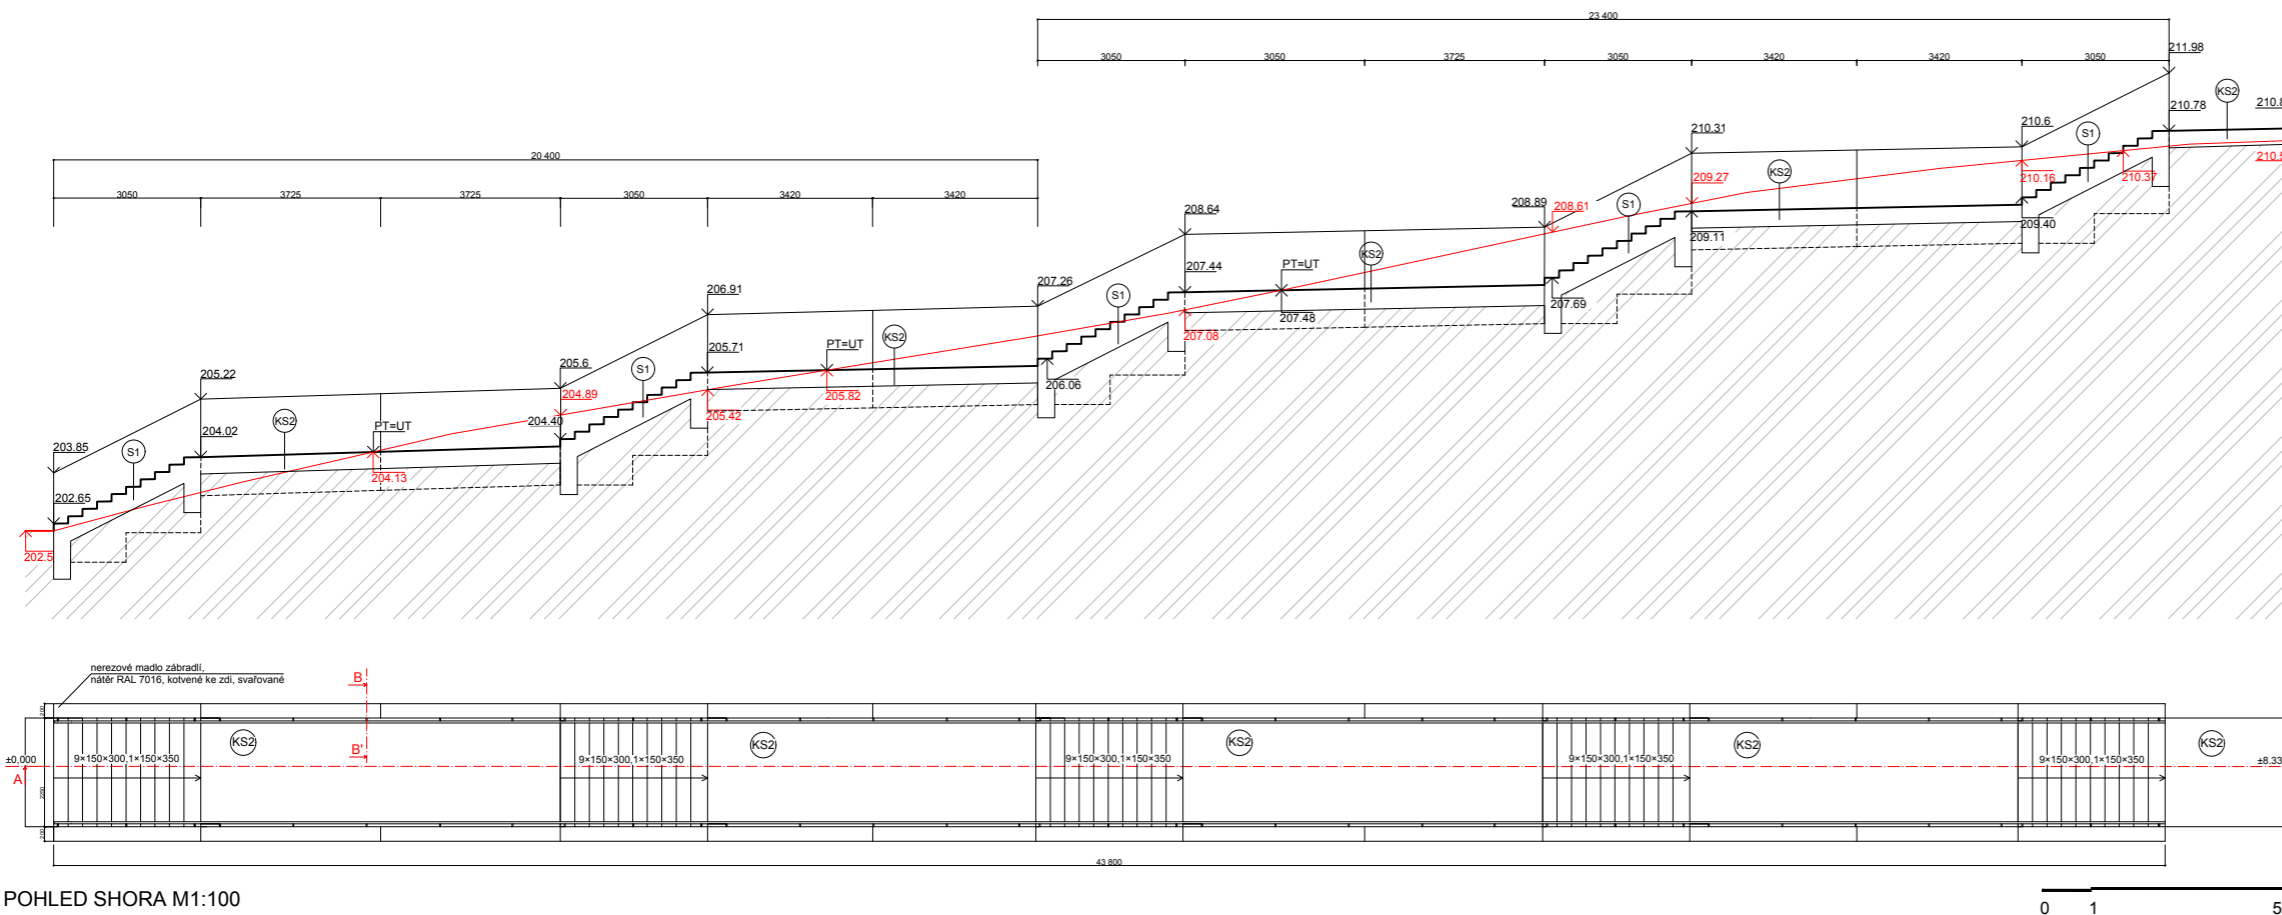 23 400
3050
3050
3725
3050
3420
3420
3050
211.98
KS2
210.8
210.78
210.6
S1
210.31
20 400
210.5
3050
3725
3725
3050
3420
3420
209.27
KS2
210.16
210.37
208.64
208.89
208.61
S1
209.40
209.11
207.26
207.44
PT=UT
KS2
206.91
S1
207.69
207.48
PT=UT
KS2
207.08
205.6
205.71
S1
206.06
205.22
204.89
205.82
KS2
204.40
205.42
PT=UT
204.02
203.85
S1
204.13
202.65
202.5
nerezové madlo zábradlí,
nátěr RAL 7016, kotvené ke zdi, svařované
B
200
KS2
KS2
KS2
KS2
KS2
B'
±0,000
9×150×300,1×150×350
9×150×300,1×150×350
9×150×300,1×150×350
9×150×300,1×150×350
9×150×300,1×150×350
±8.33
A
2250
200
43 800
POHLED SHORA M1:100
0 1 5